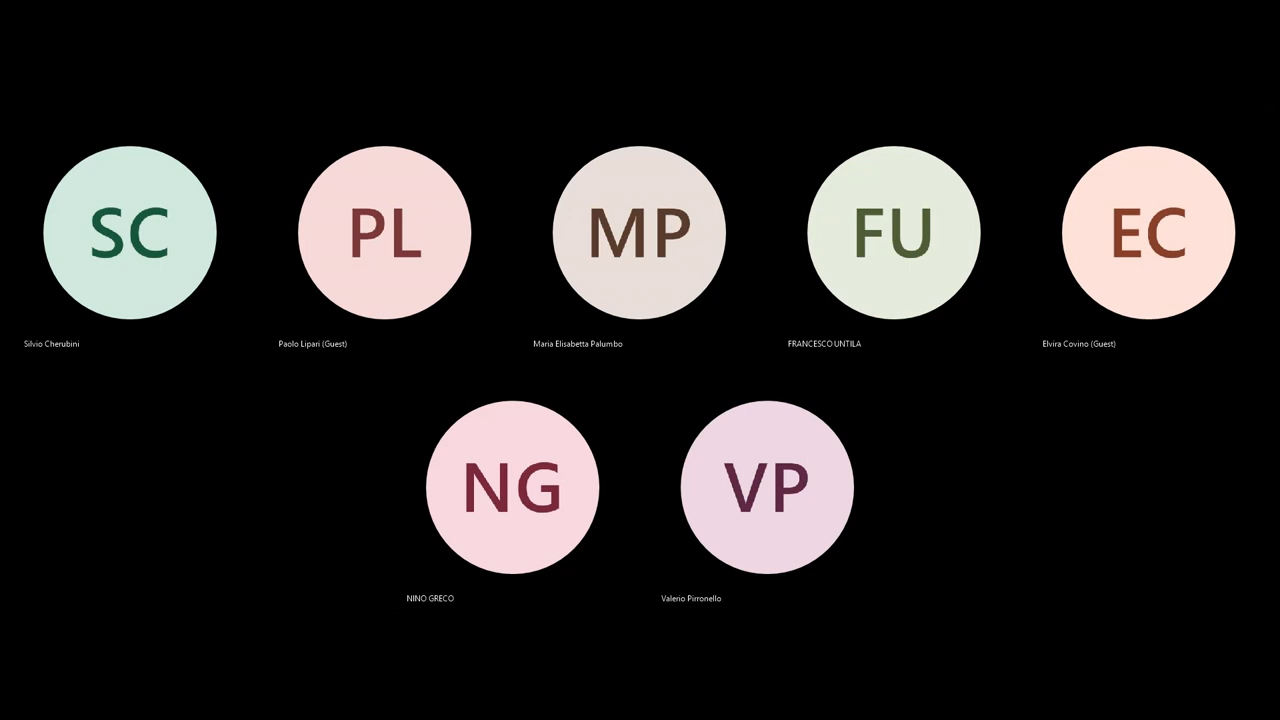 SC
PL
MP
FU
EC
Silvio Cherubini
Paolo Lipari (Guest)
Maria Elisabetta Palumbo
FRANCESCO UNTILA
Elvira Covino (Guest)
NG
VP
NINO GRECO
Valerio Pirronello